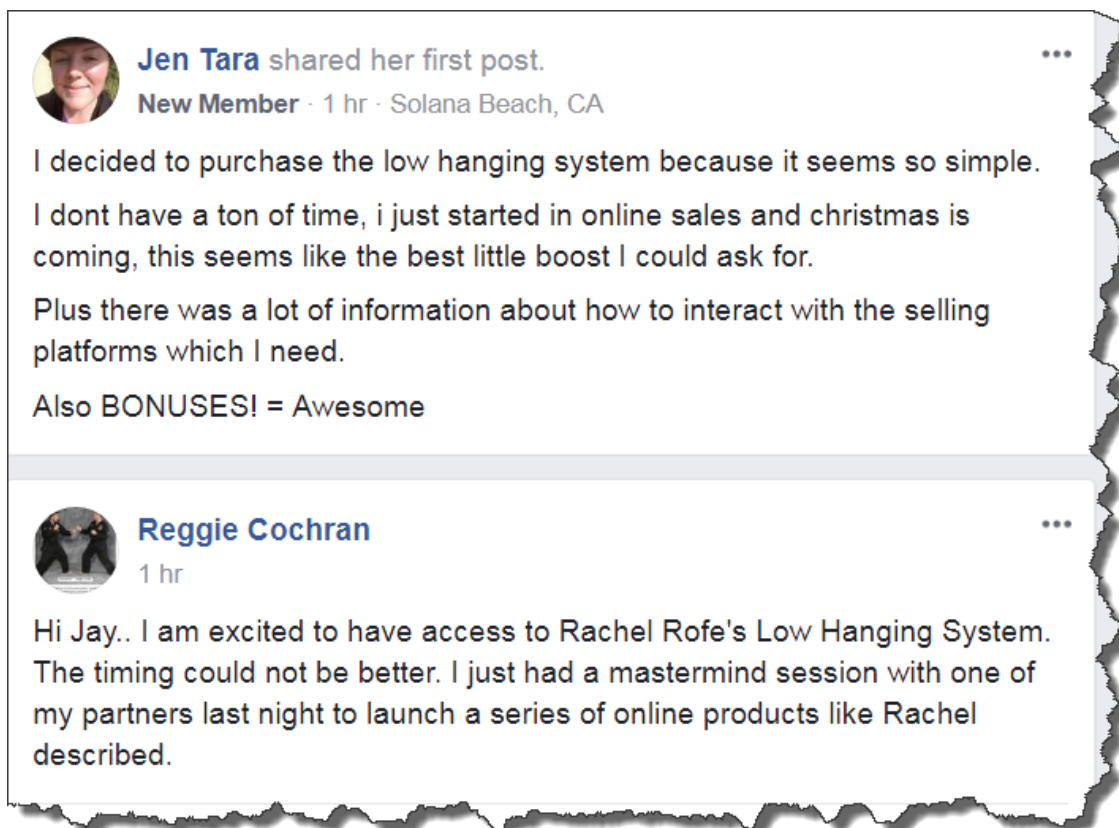 Jen Tara shared her first post.
New Member · 1 hr · Solana Beach, CA
I decided to purchase the low hanging system because it seems so simple.
I dont have a ton of time, i just started in online sales and christmas is
coming, this seems like the best little boost I could ask for.
Plus there was a lot of information about how to interact with the selling
platforms which I need.
Also BONUSES! = Awesome
Reggie Cochran
1 hr
Hi Jay.. I am excited to have access to Rachel Rofe's Low Hanging System.
The timing could not be better. I just had a mastermind session with one of
my partners last night to launch a series of online products like Rachel
described.